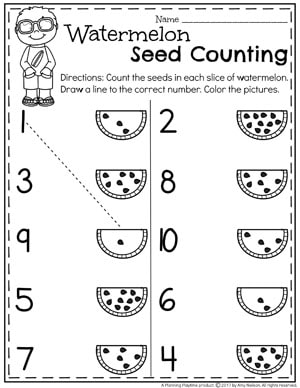 Name
Watermelon
Seed Counting
Directions: Count the seeds in each slice of watermelon.
Draw a line to the correct number. Color the pictures.
1 2
3 8
9 10
5 6
7 4
A Planning Playtime product. ©2017 by Amy Nielson. All rights reserved.